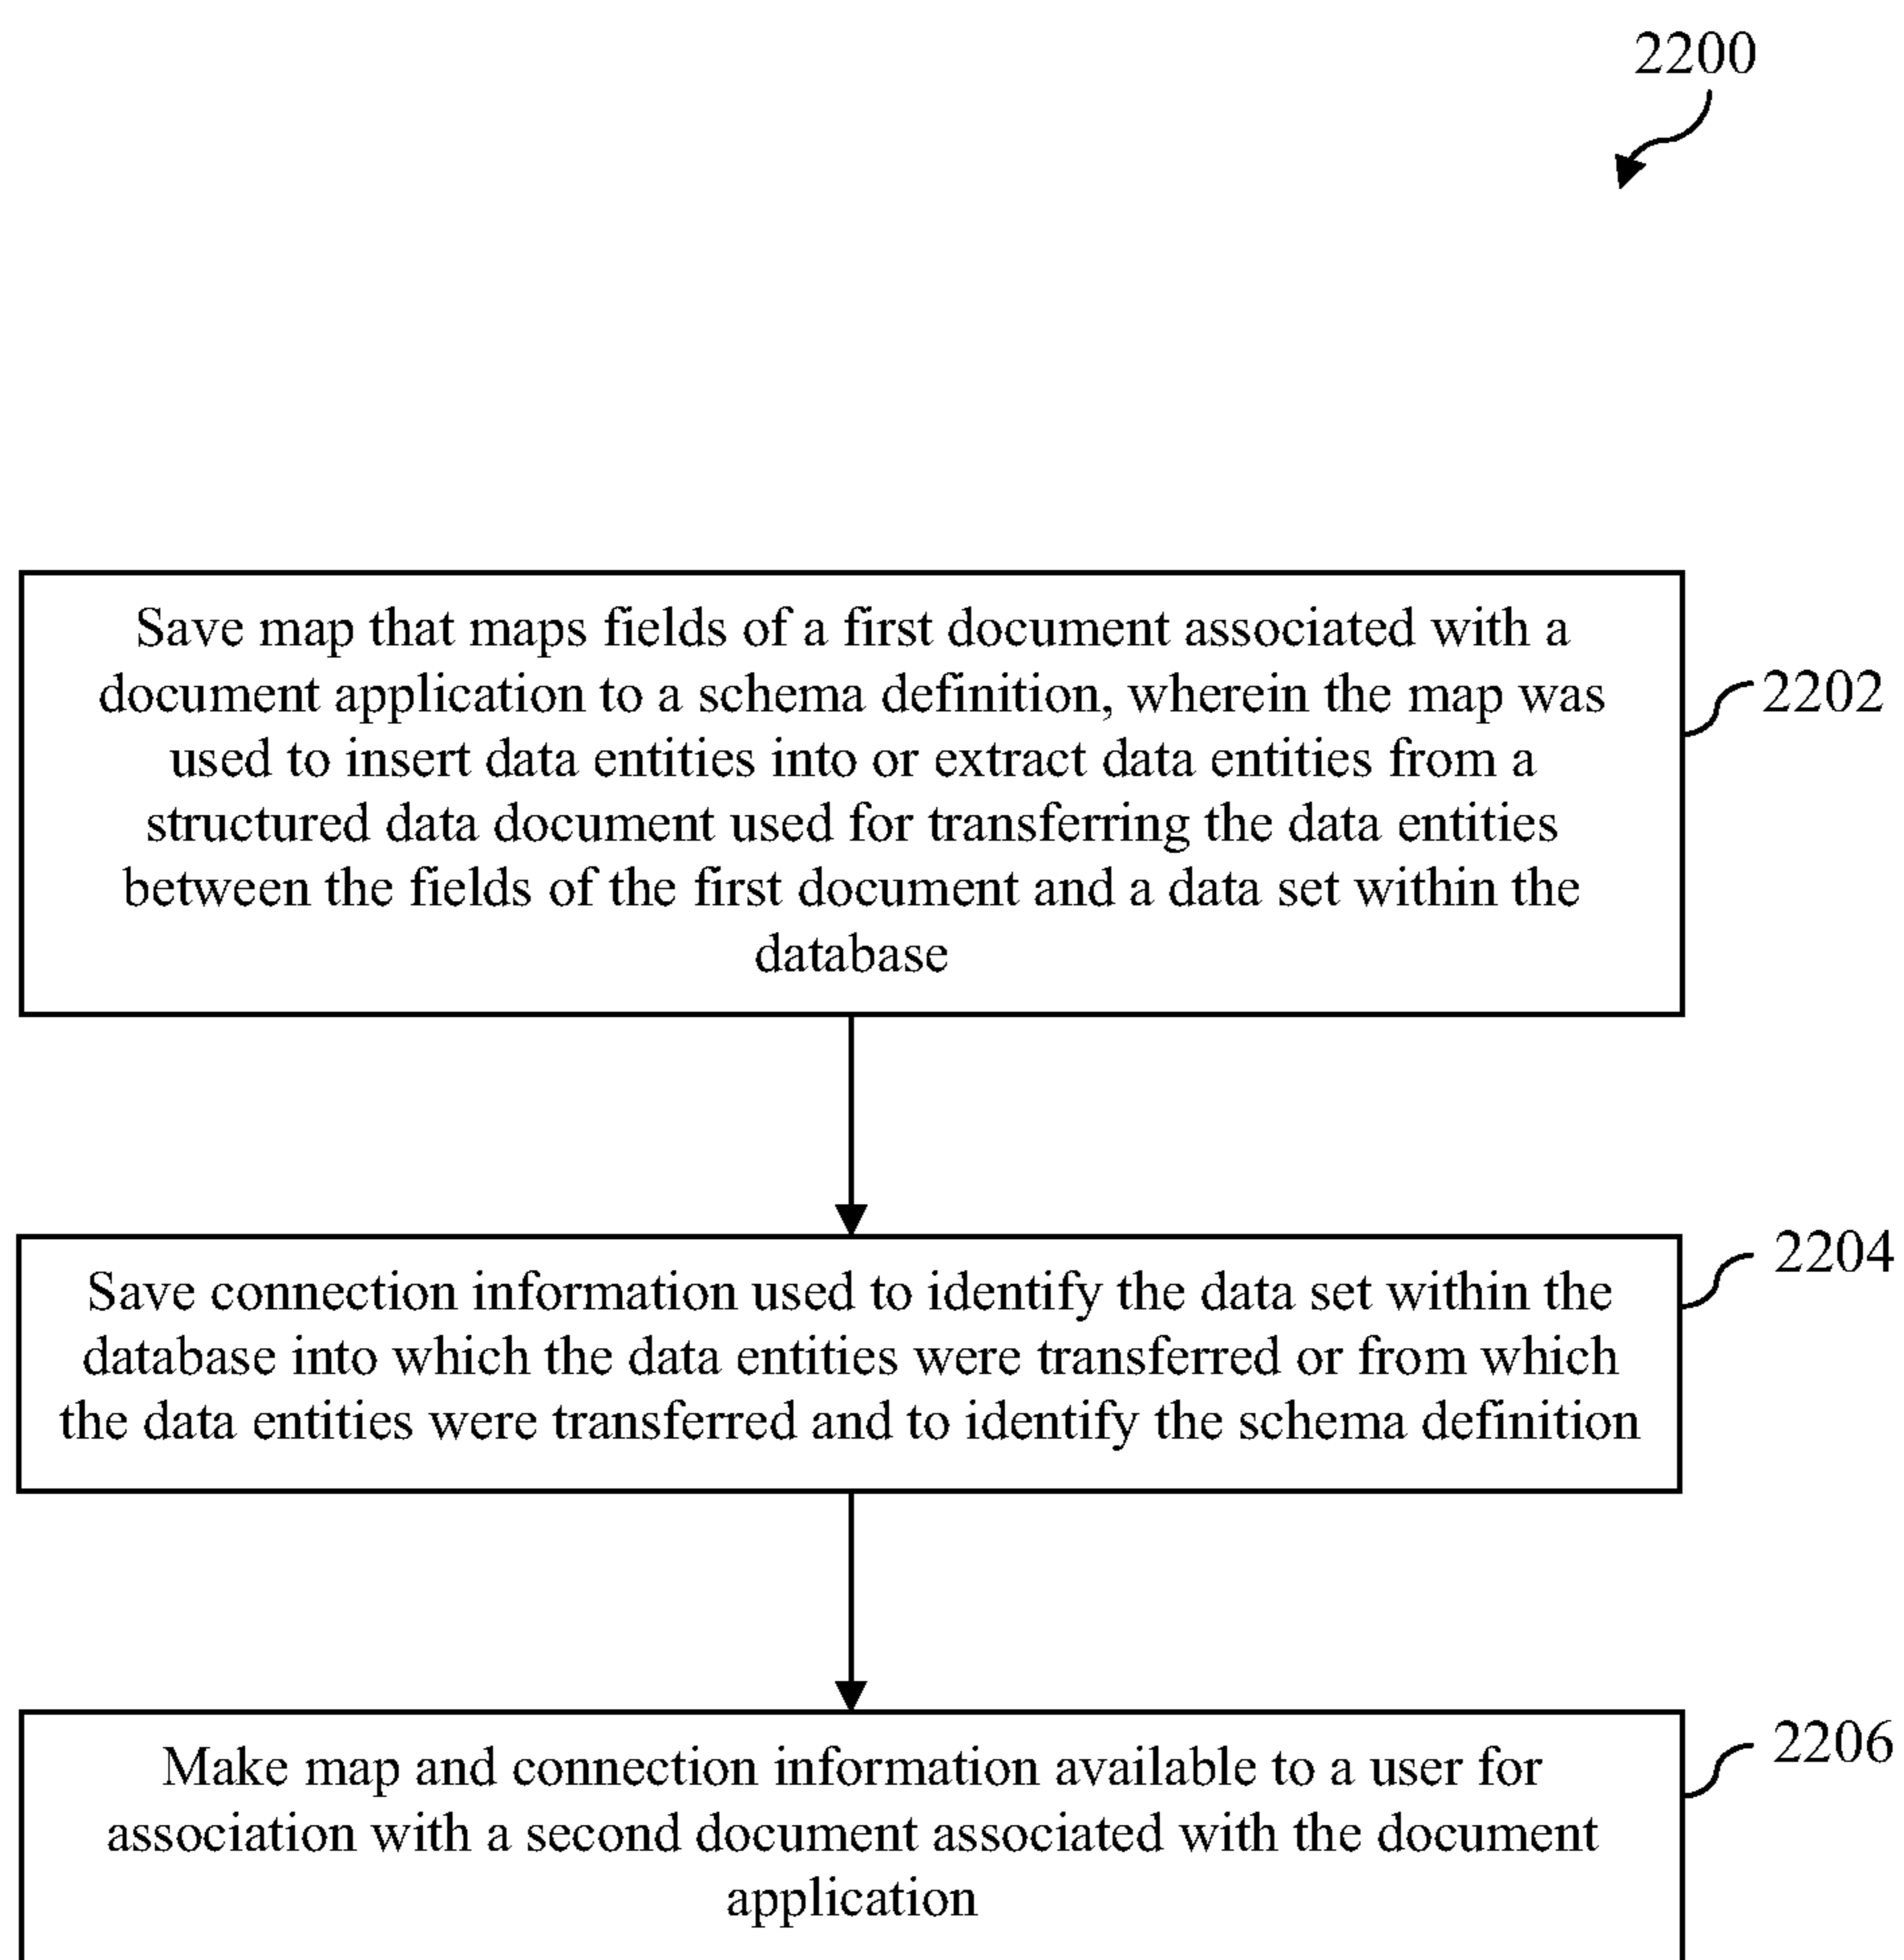 2200
Save map that maps fields of a first document associated with a
document application to a schema definition, wherein the map was
used to insert data entities into or extract data entities from a
structured data document used for transferring the data entities
between the fields of the first document and a data set within the
database
2202
Save connection information used to identify the data set within the
database into which the data entities were transferred or from which
the data entities were transferred and to identify the schema definition
2204
Make map and connection information available to a user for
association with a second document associated with the document
application
2206